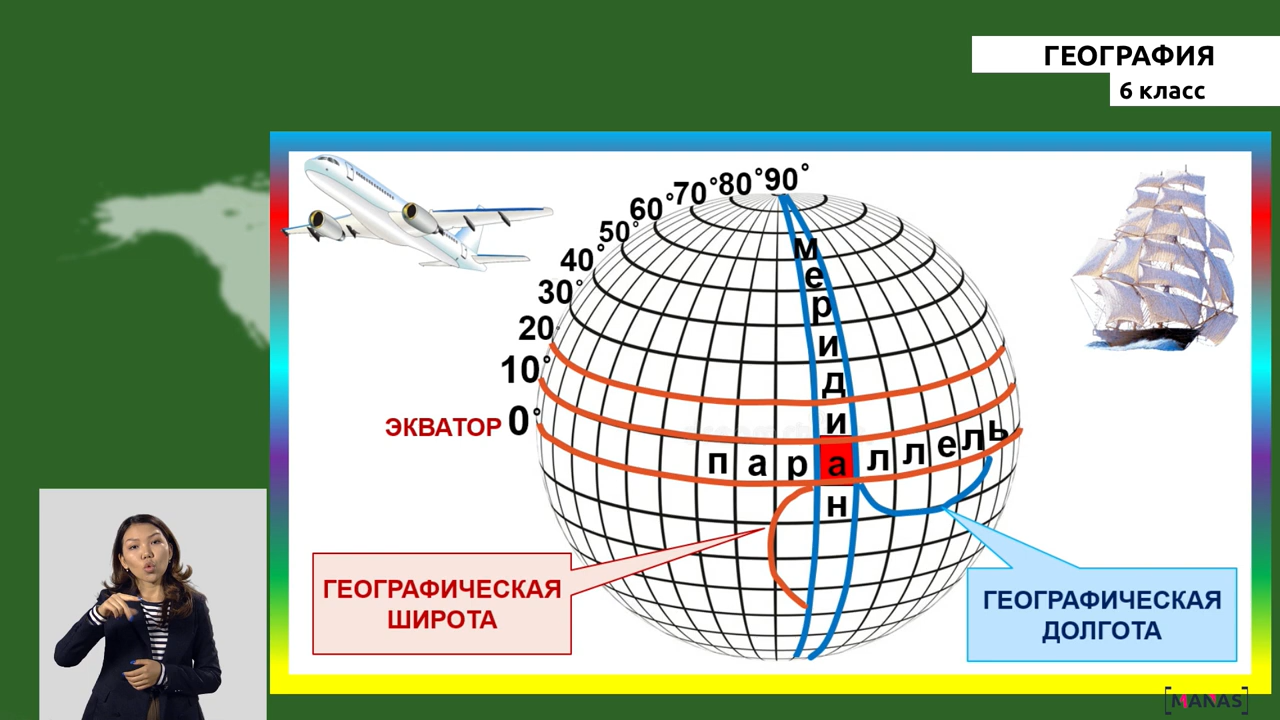 ГЕОГРАФИЯ
6 класс
90°
80°
70°
60°
50°
40°
30°
20°
10°
ЭКВАТОР 0°
меридиан
параллель
ГЕОГРАФИЧЕСКАЯ
ШИРОТА
ГЕОГРАФИЧЕСКАЯ
ДОЛГОТА
[MANAS]